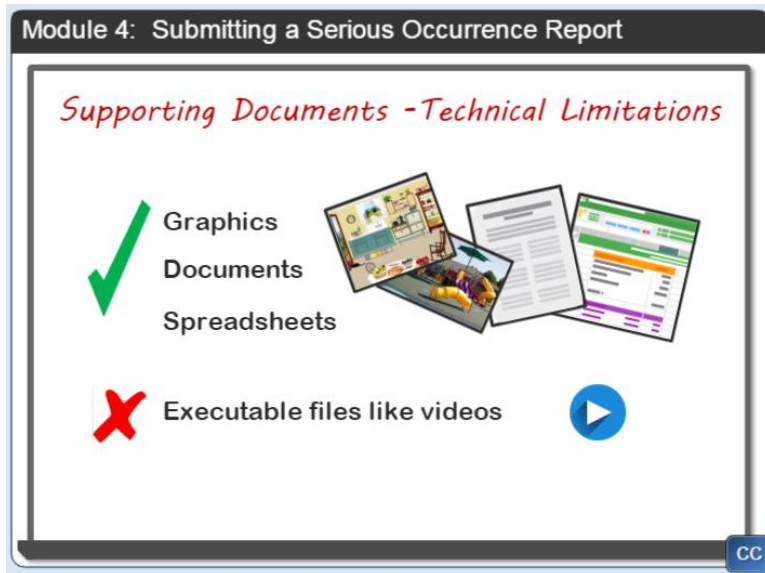 Module 4: Submitting a Serious Occurrence Report
Supporting Documents -Technical Limitations
Graphics
Documents
Spreadsheets
Executable files like videos
CC